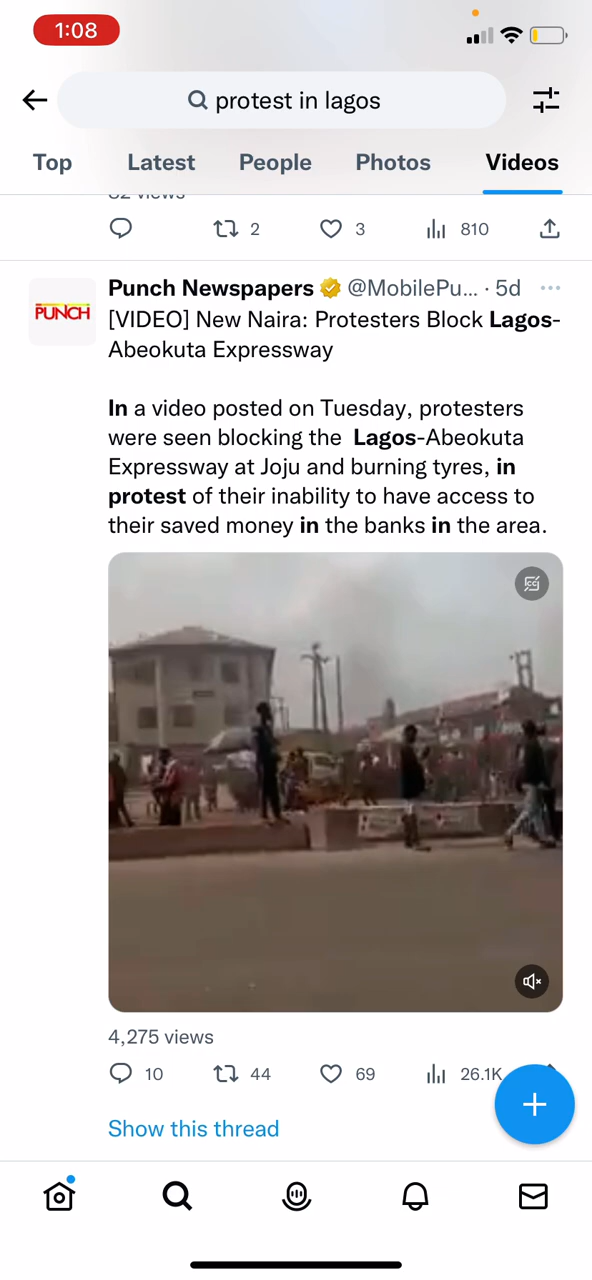 1:08
protest in lagos
Top Latest People Photos Videos
2 3 810
Punch Newspapers @MobilePu... · 5d
PUNCH
[VIDEO] New Naira: Protesters Block Lagos-
Abeokuta Expressway
In a video posted on Tuesday, protesters
were seen blocking the Lagos-Abeokuta
Expressway at Joju and burning tyres, in
protest of their inability to have access to
their saved money in the banks in the area.
CC
4,275 views
10 44 69 26.1K
Show this thread